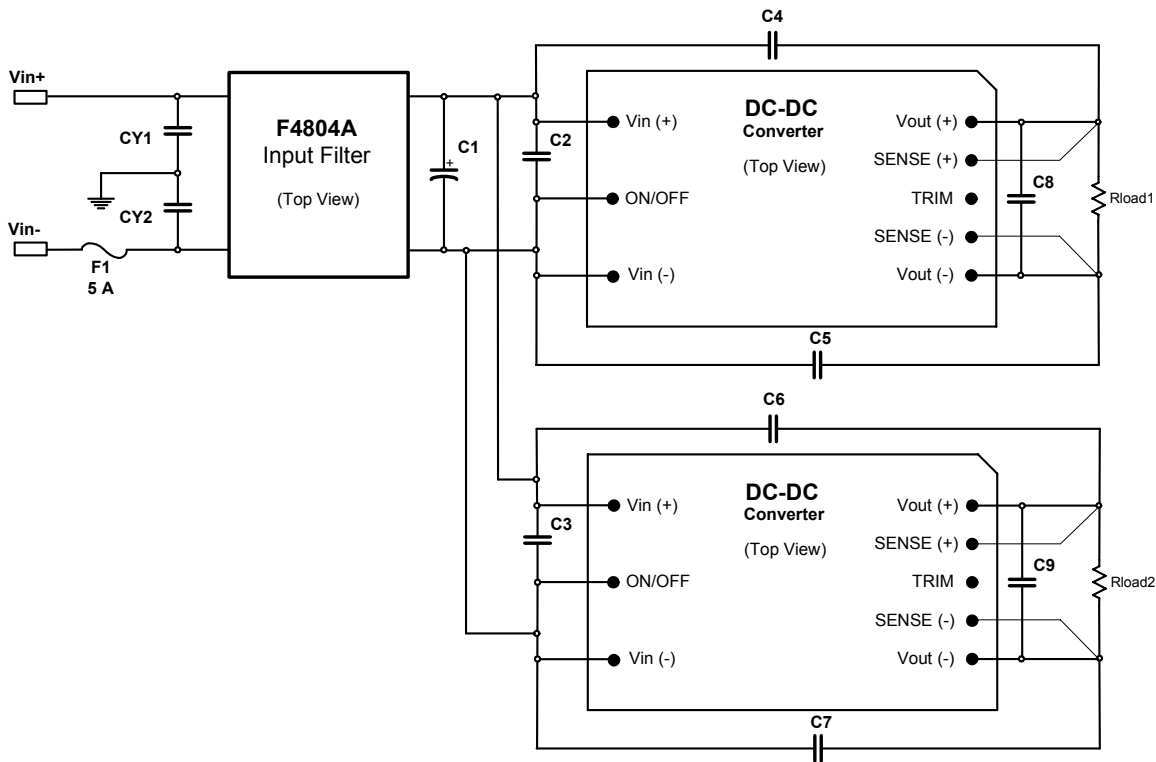 Vin+
CY1
CY2
Vin-
F1
5 A
F4804A
Input Filter
(Top View)
C1
+
C2
C4
DC-DC
Converter
(Top View)
Vin (+)
ON/OFF
Vin (-)
Vout (+)
SENSE (+)
TRIM
SENSE (-)
Vout (-)
C8
Rload1
C5
C6
C3
DC-DC
Converter
(Top View)
Vin (+)
ON/OFF
Vin (-)
Vout (+)
SENSE (+)
TRIM
SENSE (-)
Vout (-)
C9
Rload2
C7